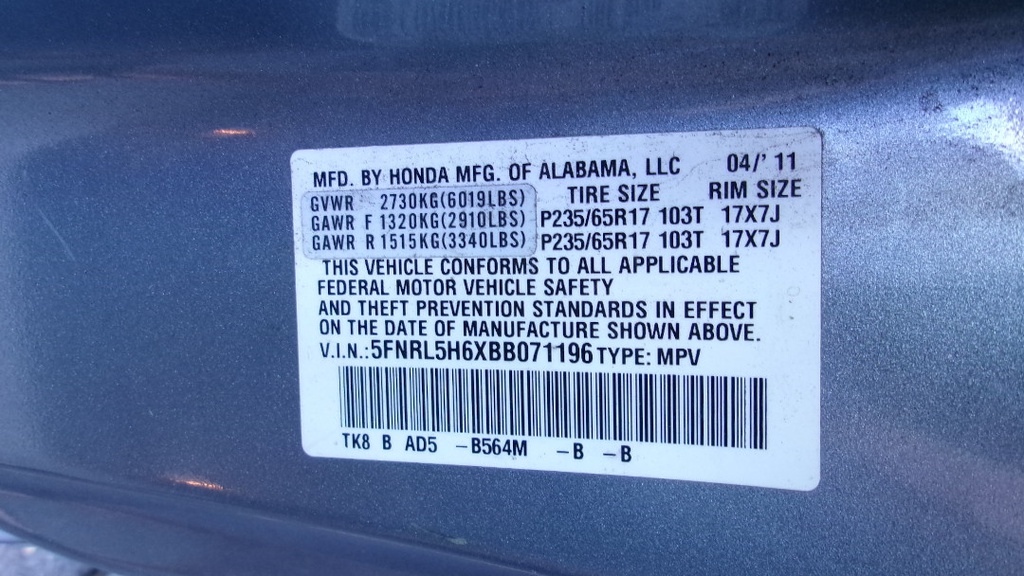 MFD. BY HONDA MFG. OF ALABAMA, LLC 04/'11
TIRE SIZE RIM SIZE
GVWR 2730KG(6019LBS)
GAWR F 1320KG(2910LBS) P235/65R17 103T 17X7J
GAWR R 1515KG(3340LBS) P235/65R17 103T 17X7J
THIS VEHICLE CONFORMS TO ALL APPLICABLE
FEDERAL MOTOR VEHICLE SAFETY
AND THEFT PREVENTION STANDARDS IN EFFECT
ON THE DATE OF MANUFACTURE SHOWN ABOVE.
V.I.N.:5FNRL5H6XBB071196 TYPE: MPV
TK8 B AD5 -B564M -B -B